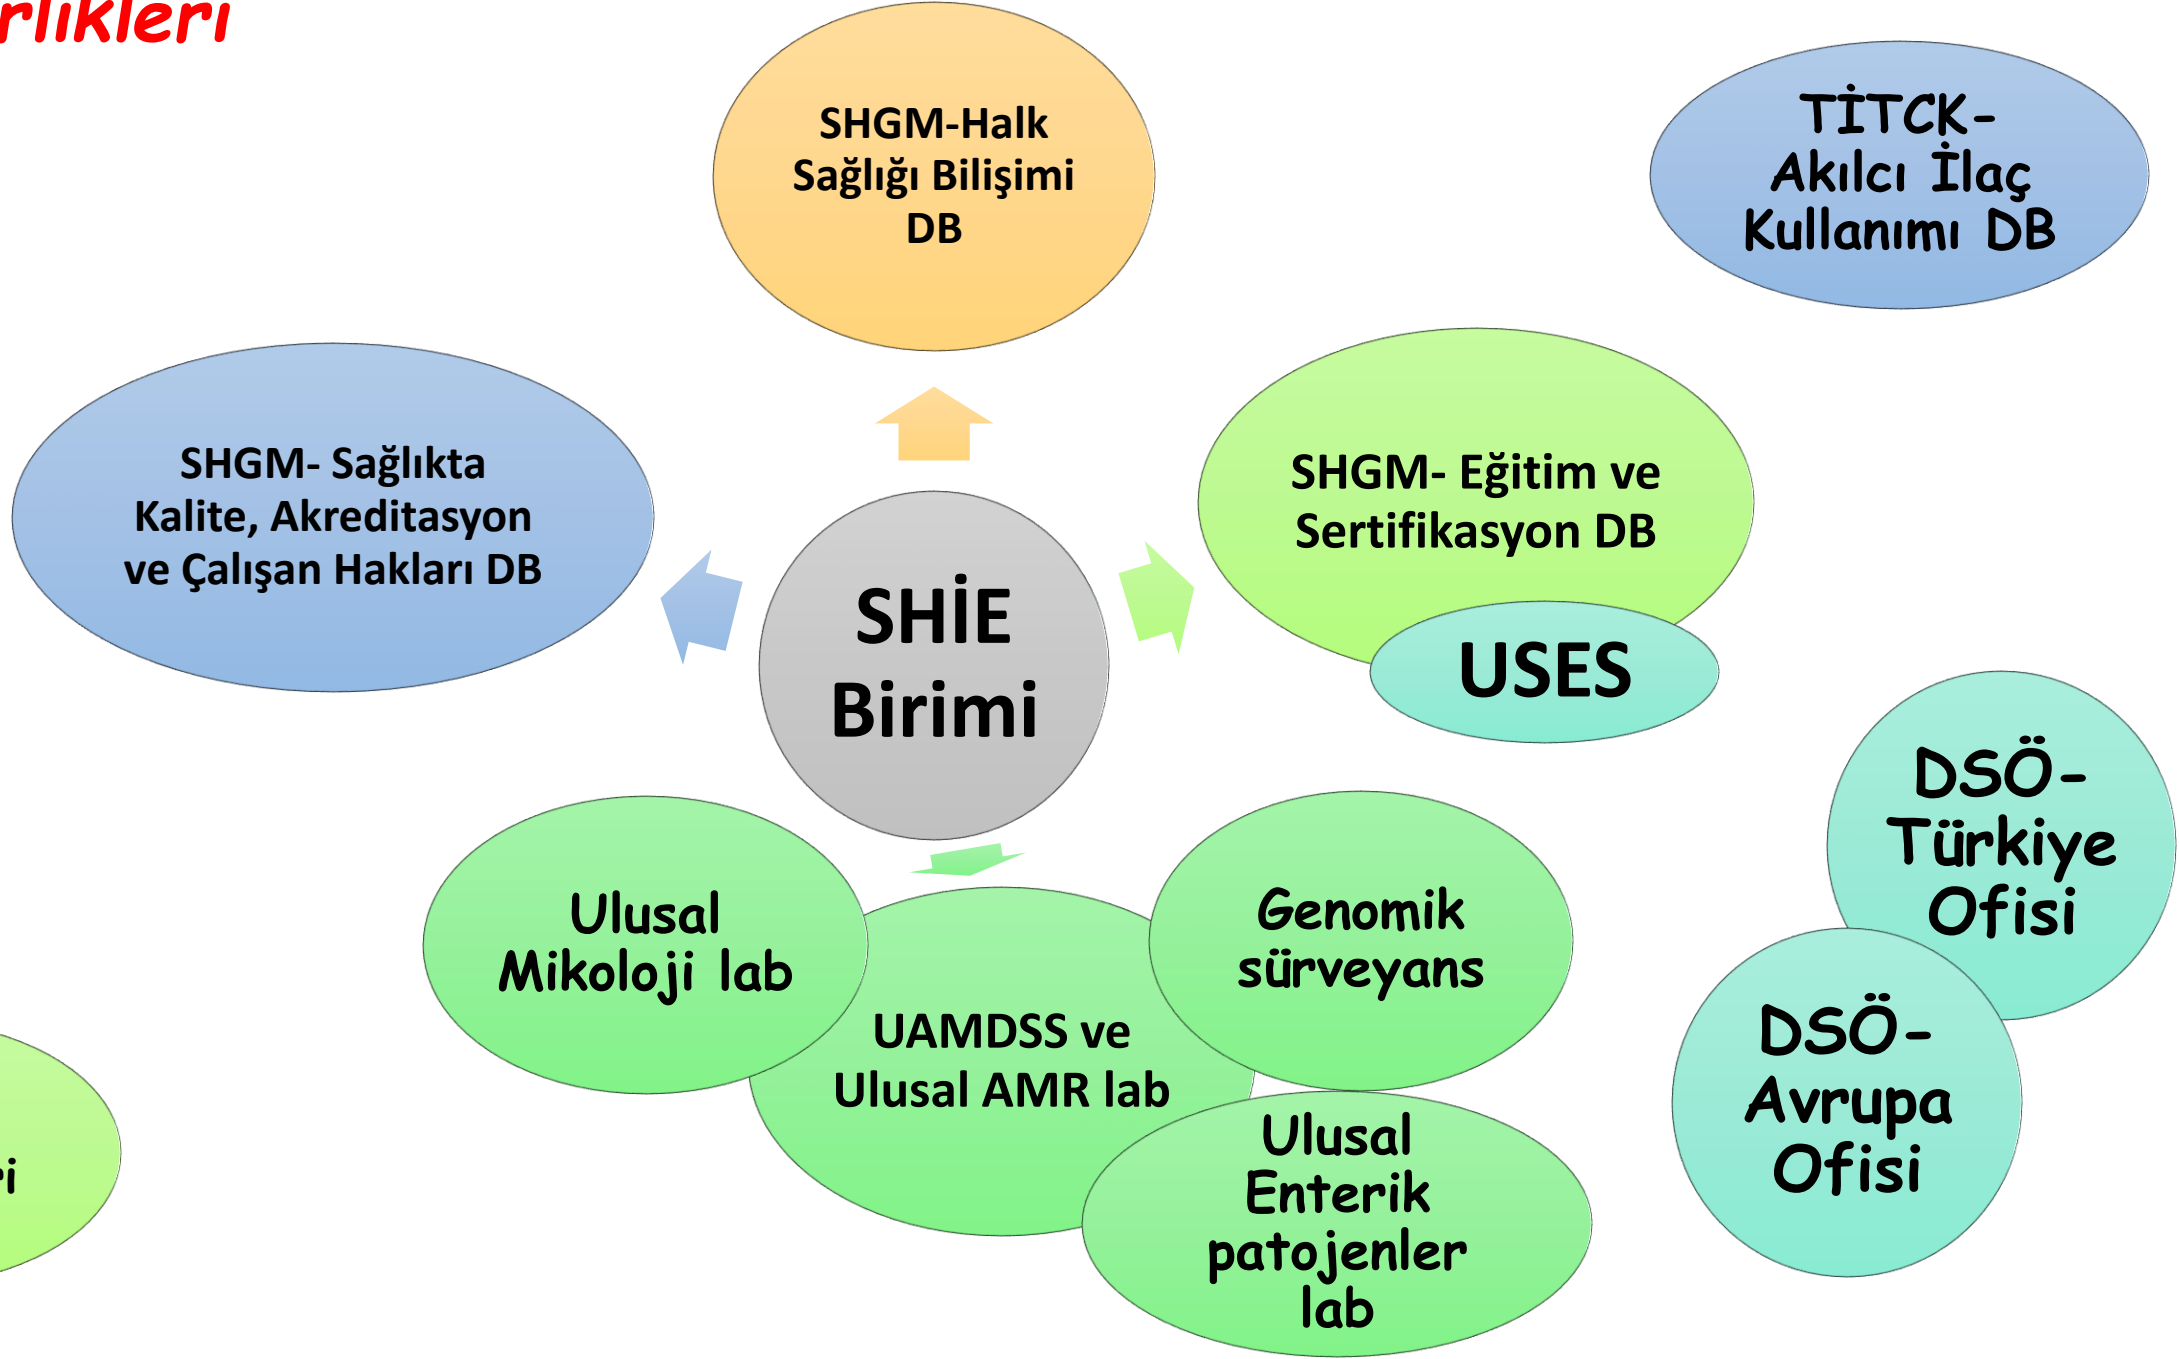 SHGM-Halk
Sağlığı Bilişimi
DB
TİTCK-
Akılcı İlaç
Kullanımı DB
SHGM- Sağlıkta
Kalite, Akreditasyon
ve Çalışan Hakları DB
SHGM- Eğitim ve
Sertifikasyon DB
USES
SHİE
Birimi
DSÖ-
Türkiye
Ofisi
Ulusal
Mikoloji lab
Genomik
sürveyans
UAMDSS ve
Ulusal AMR lab
DSÖ-
Avrupa
Ofisi
Ulusal
Enterik
patojenler
lab